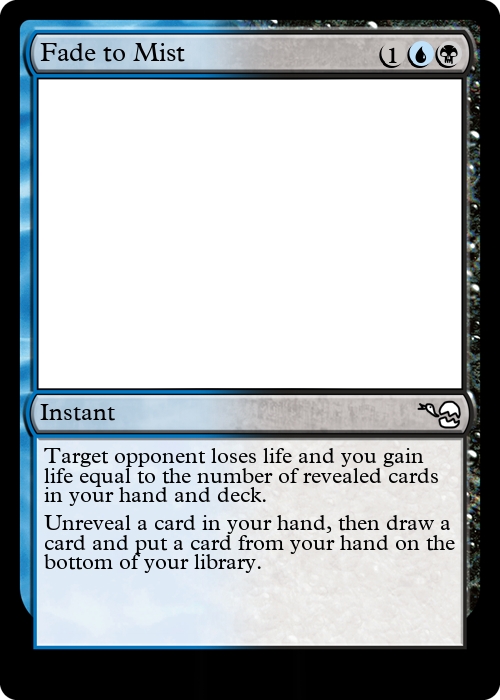 Fade to Mist
1
Instant
Target opponent loses life and you gain
life equal to the number of revealed cards
in your hand and deck.
Unreveal a card in your hand, then draw a
card and put a card from your hand on the
bottom of your library.